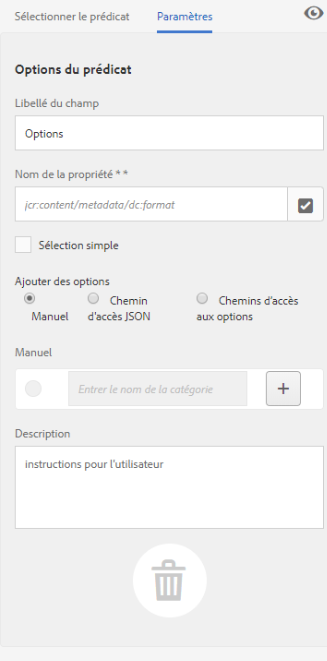 Sélectionner le prédicat Paramètres
Options du prédicat
Libellé du champ
Options
Nom de la propriété * *
jcr:content/metadata/dc:format
Sélection simple
Ajouter des options
Manuel
Chemin
d'accès JSON
Chemins d'accès
aux options
Manuel
Entrer le nom de la catégorie
+
Description
instructions pour l'utilisateur